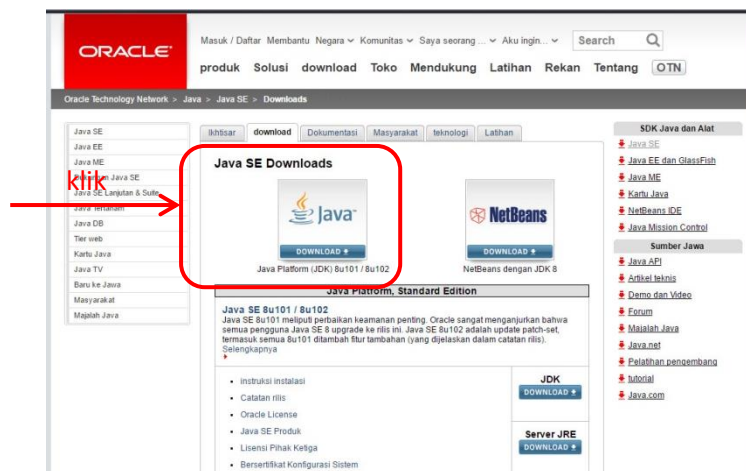 ORACLE
Masuk / Daftar Membantu Negara Komunitas Saya seorang ... Aku ingin... Search
produk Solusi download Toko Mendukung Latihan Rekan Tentang OTN
Oracle Technology Network > Java > Java SE > Downloads
Java SE
Java EE
Java ME
Java SE
Java SE Lanjutan & Suite
Java Tertanam
Java DB
Tier web
Kartu Java
Java TV
Baru ke Jawa
Masyarakat
Majalah Java
klik
Ikhtisar download Dokumentasi Masyarakat teknologi Latihan
Java SE Downloads
Java
DOWNLOAD
Java Platform (JDK) 8u101 / 8u102
NetBeans
DOWNLOAD
NetBeans dengan JDK 8
Java Platform, Standard Edition
Java SE 8u101 / 8u102
Java SE 8u101 meliputi perbaikan keamanan penting. Oracle sangat menganjurkan bahwa
semua pengguna Java SE 8 upgrade ke rilis ini. Java SE 8u102 adalah update patch-set,
termasuk semua 8u101 ditambah fitur tambahan (yang dijelaskan dalam catatan rilis).
Selengkapnya
instruksi instalasi
Catatan rilis
Oracle License
Java SE Produk
Lisensi Pihak Ketiga
Bersertifikat Konfigurasi Sistem
JDK
DOWNLOAD
Server JRE
DOWNLOAD
SDK Java dan Alat
Java SE
Java EE dan GlassFish
Java ME
Kartu Java
NetBeans IDE
Java Mission Control
Sumber Jawa
Java API
Artikel teknis
Demo dan Video
Forum
Majalah Java
Java.net
Pelatihan pengembang
tutorial
Java.com